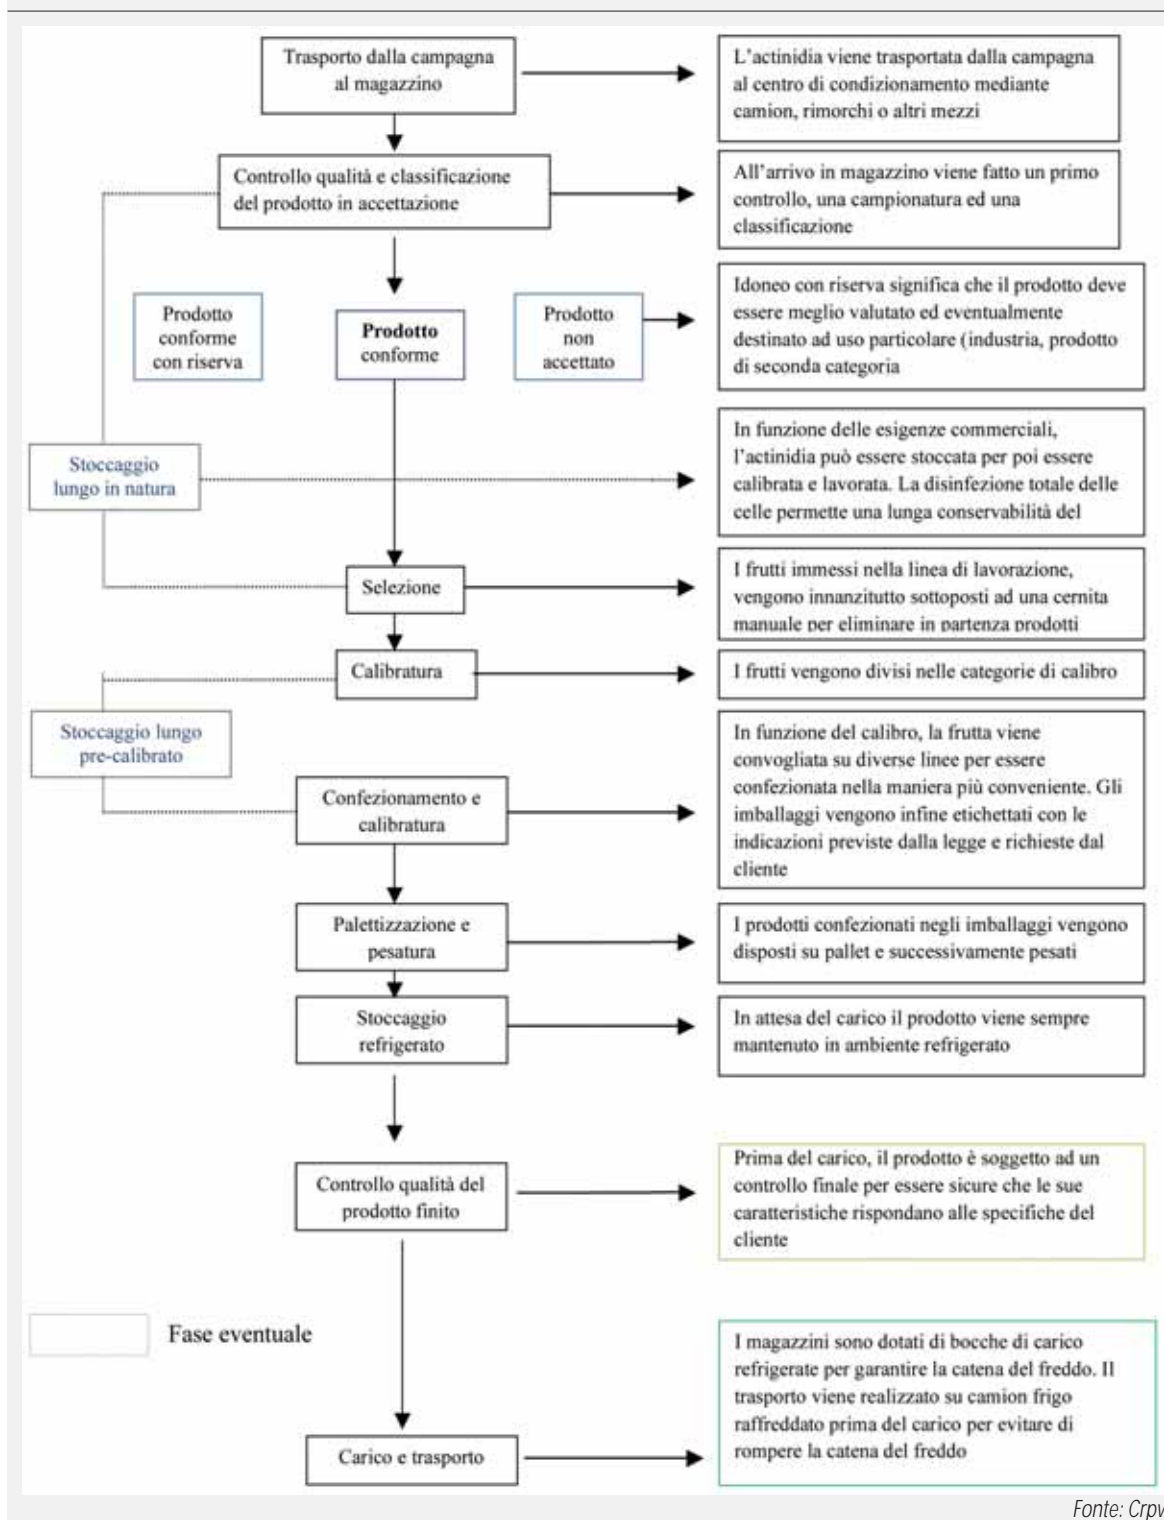 Trasporto dalla campagna
al magazzino
L'actinidia viene trasportata dalla campagna
al centro di condizionamento mediante
camion, rimorchi o altri mezzi
Controllo qualità e classificazione
del prodotto in accettazione
All'arrivo in magazzino viene fatto un primo
controllo, una campionatura ed una
classificazione
Prodotto
conforme
con riserva
Prodotto
conforme
Prodotto
non
accettato
Idoneo con riserva significa che il prodotto deve
essere meglio valutato ed eventualmente
destinato ad uso particolare (industria, prodotto
di seconda categoria
Stoccaggio
lungo in natura
In funzione delle esigenze commerciali,
l'actinidia può essere stoccata per poi essere
calibrata e lavorata. La disinfezione totale delle
celle permette una lunga conservabilità del
Selezione
I frutti immessi nella linea di lavorazione,
vengono innanzitutto sottoposti ad una cernita
manuale per eliminare in partenza prodotti
Calibratura
I frutti vengono divisi nelle categorie di calibro
Stoccaggio lungo
pre-calibrato
Confezionamento e
calibratura
In funzione del calibro, la frutta viene
convogliata su diverse linee per essere
confezionata nella maniera più conveniente. Gli
imballaggi vengono infine etichettati con le
indicazioni previste dalla legge e richieste dal
cliente
Palettizzazione e
pesatura
I prodotti confezionati negli imballaggi vengono
disposti su pallet e successivamente pesati
Stoccaggio
refrigerato
In attesa del carico il prodotto viene sempre
mantenuto in ambiente refrigerato
Controllo qualità del
prodotto finito
Prima del carico, il prodotto è soggetto ad un
controllo finale per essere sicure che le sue
caratteristiche rispondano alle specifiche del
cliente
Fase eventuale
I magazzini sono dotati di bocche di carico
refrigerate per garantire la catena del freddo. Il
trasporto viene realizzato su camion frigo
raffreddato prima del carico per evitare di
rompere la catena del freddo
Carico e trasporto
Fonte: Crpv